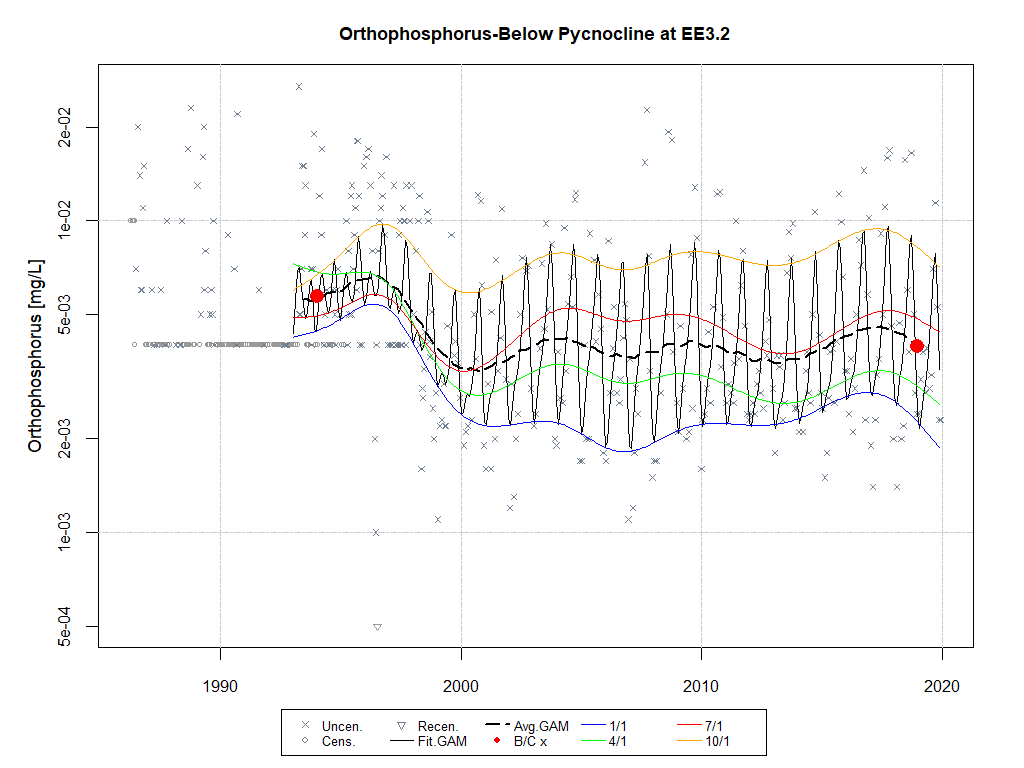 Orthophosphorus-Below Pycnocline at EE3.2
Orthophosphorus [mg/L]
2e-02
1e-02
5e-03
2e-03
1e-03
5e-04
1990 2000 2010 2020
Uncen. Recen. Avg.GAM 1/1 7/1
Cens. Fit.GAM B/C x 4/1 10/1